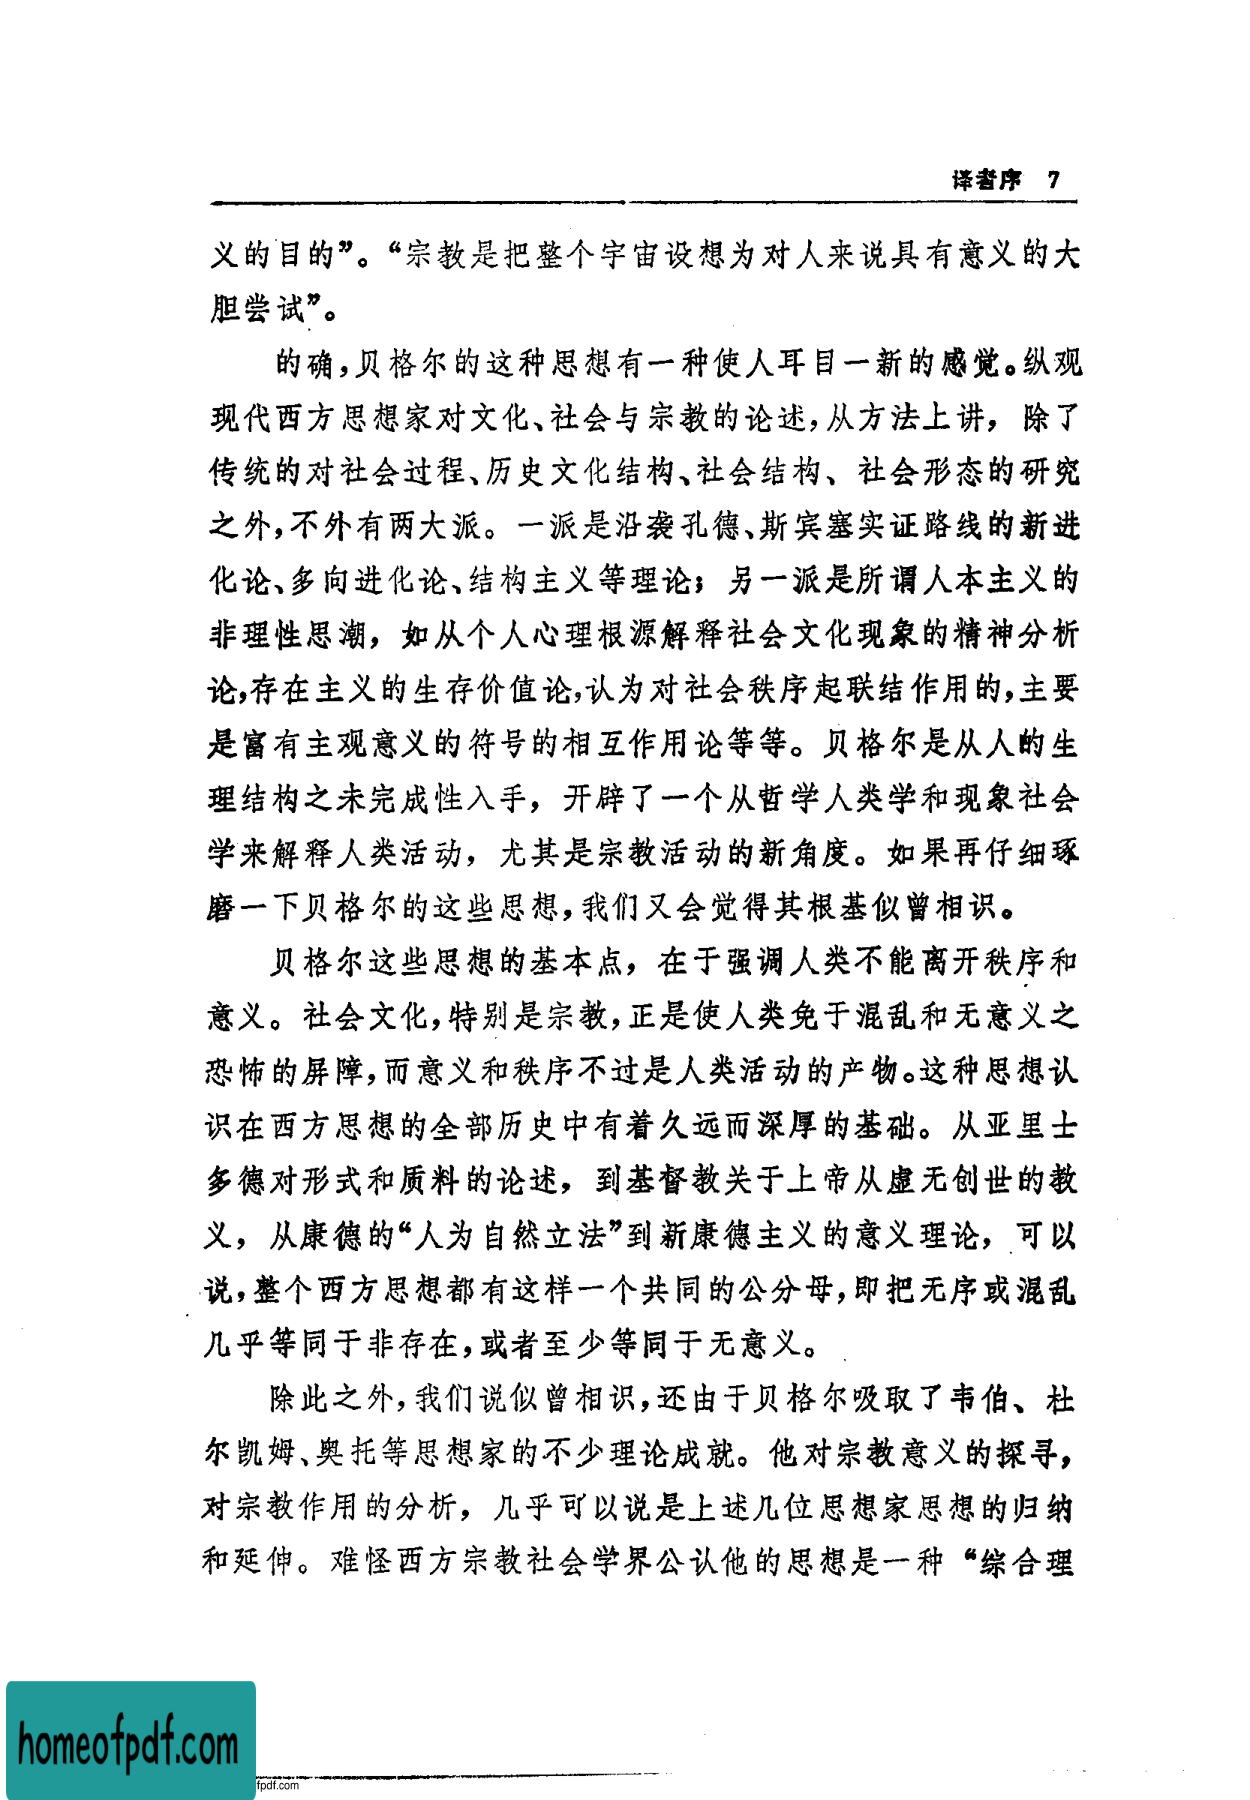 译者序 7
义的目的”。“宗教是把整个宇宙设想为对人来说具有意义的大
胆尝试”。
的确，贝格尔的这种思想有一种使人耳目一新的感觉。纵观
现代西方思想家对文化、社会与宗教的论述，从方法上讲，除了
传统的对社会过程、历史文化结构、社会结构、社会形态的研究
之外，不外有两大派。一派是沿袭孔德、斯宾塞实证路线的新进
化论、多向进化论、结构主义等理论；另一派是所谓人本主义的
非理性思潮，如从个人心理根源解释社会文化现象的精神分析
论，存在主义的生存价值论，认为对社会秩序起联结作用的，主要
是富有主观意义的符号的相互作用论等等。贝格尔是从人的生
理结构之未完成性入手，开辟了一个从哲学人类学和现象社会
学来解释人类活动，尤其是宗教活动的新角度。如果再仔细琢
磨一下贝格尔的这些思想，我们又会觉得其根基似曾相识。
贝格尔这些思想的基本点，在于强调人类不能离开秩序和
意义。社会文化，特别是宗教，正是使人类免于混乱和无意义之
恐怖的屏障，而意义和秩序不过是人类活动的产物。这种思想认
识在西方思想的全部历史中有着久远而深厚的基础。从亚里士
多德对形式和质料的论述，到基督教关于上帝从虚无创世的教
义，从康德的“人为自然立法”到新康德主义的意义理论，可以
说，整个西方思想都有这样一个共同的公分母，即把无序或混乱
几乎等同于非存在，或者至少等同于无意义。
除此之外，我们说似曾相识，还由于贝格尔吸取了韦伯、杜
尔凯姆、奥托等思想家的不少理论成就。他对宗教意义的探寻，
对宗教作用的分析，几乎可以说是上述几位思想家思想的归纳
和延伸。难怪西方宗教社会学界公认他的思想是一种“综合理
homeofpdf.com
fpdf.com